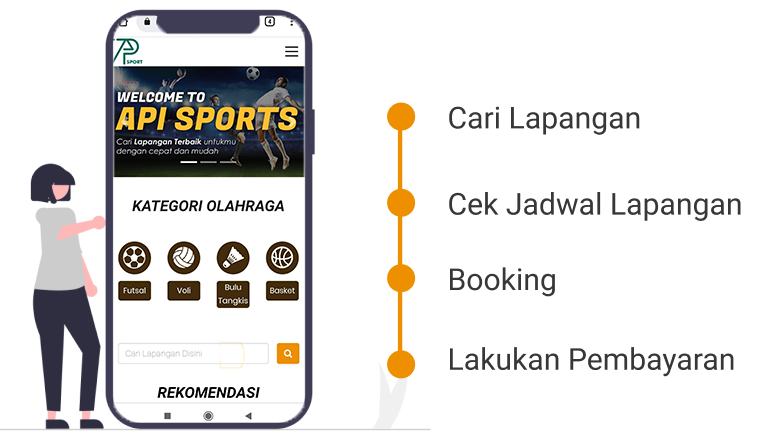 4
AP
SPORT
WELCOME TO
API SPORTS
Cari Lapangan Terbaik untukmu
dengan cepat dan mudah
KATEGORI OLAHRAGA
Futsal
Voli
Bulu
Tangkis
Basket
Cari Lapangan Disini
REKOMENDASI
Cari Lapangan
Cek Jadwal Lapangan
Booking
Lakukan Pembayaran